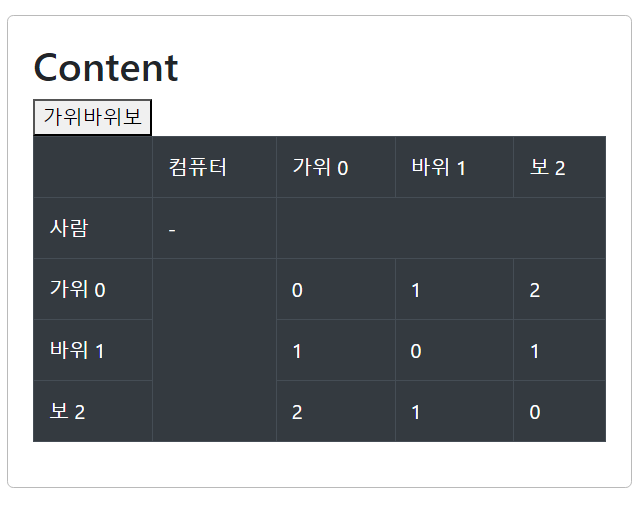 Content
가위바위보
컴퓨터 가위 0 바위 1 보 2
사람 -
가위 0 0 1 2
바위 1 1 0 1
보 2 2 1 0